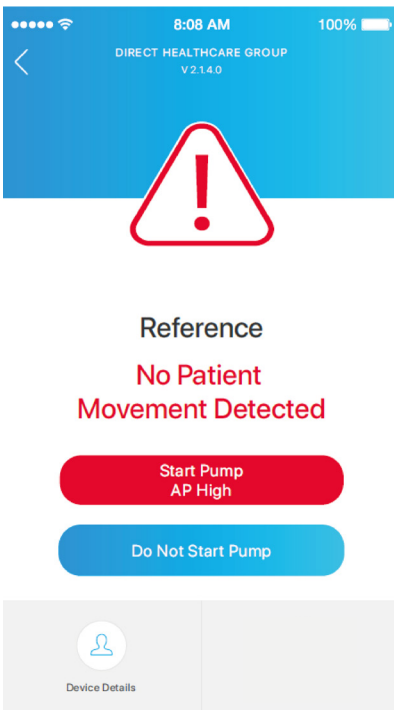 8:08 AM
100%
DIRECT HEALTHCARE GROUP
V 2.1.4.0
!
Reference
No Patient
Movement Detected
Start Pump
AP High
Do Not Start Pump
Device Details